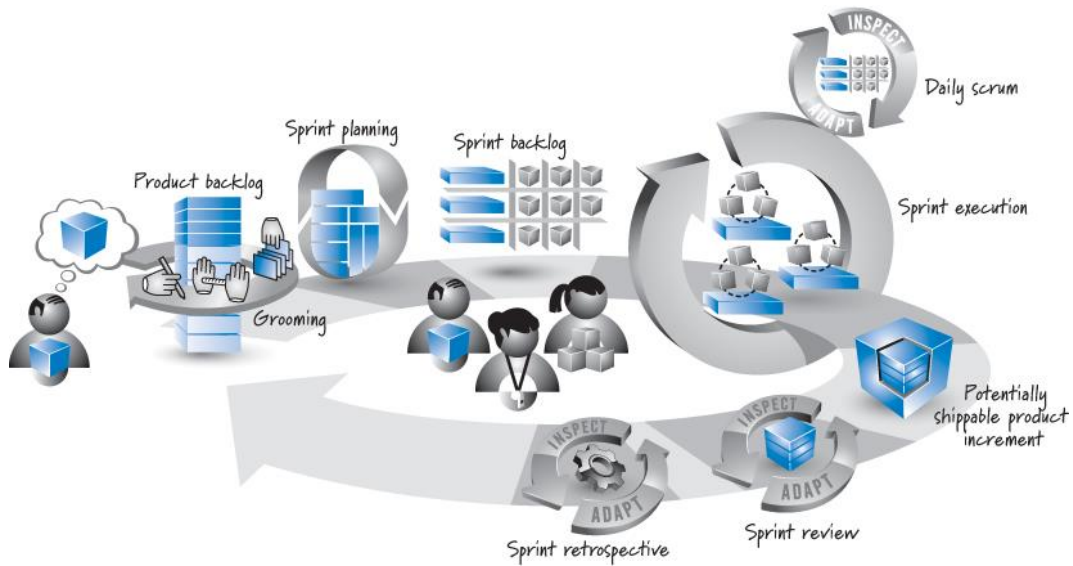 INSPECT
ADAPT
Daily scrum
Sprint planning
Sprint backlog
Product backlog
Sprint execution
Grooming
Potentially
shippable product
increment
INSPECT
ADAPT
Sprint review
INSPECT
ADAPT
Sprint retrospective